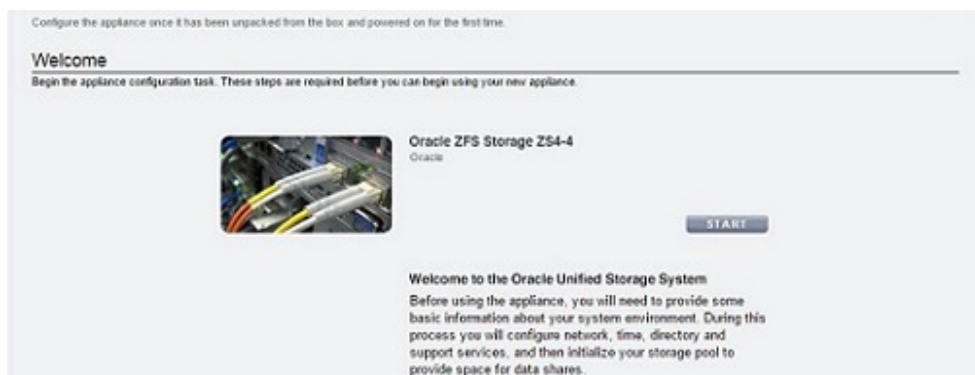 Configure the appliance once it has been unpacked from the box and powered on for the first time.
Welcome
Begin the appliance configuration task. These steps are required before you can begin using your new appliance.
Oracle ZFS Storage ZS4-4
Oracle
START
Welcome to the Oracle Unified Storage System
Before using the appliance, you will need to provide some
basic information about your system environment. During this
process you will configure network, time, directory and
support services, and then initialize your storage pool to
provide space for data shares.